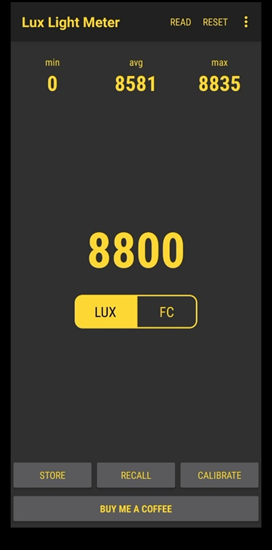 Lux Light Meter READ RESET
min avg max
0 8581 8835
8800
LUX FC
STORE RECALL CALIBRATE
BUY ME A COFFEE